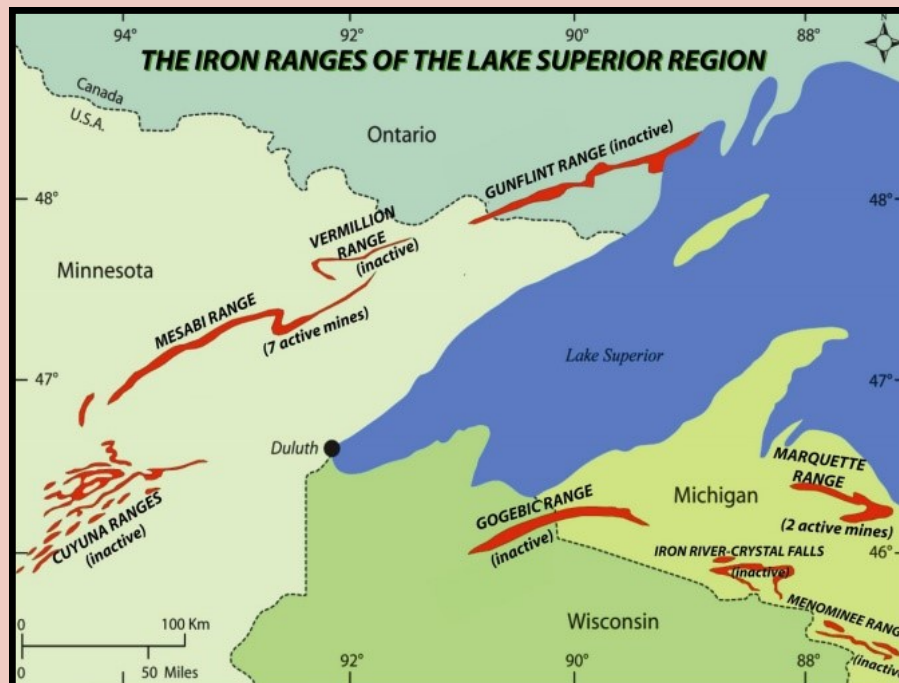 94°
92°
90°
88°
N
THE IRON RANGES OF THE LAKE SUPERIOR REGION
Canada
U.S.A.
Ontario
GUNFLINT RANGE (inactive)
48°
48°
VERMILLION
RANGE
(inactive)
Minnesota
MESABI RANGE
(7 active mines)
Lake Superior
47°
47°
Duluth
MARQUETTE
RANGE
(2 active mines)
Michigan
GOGEBIC RANGE
(inactive)
CUYUNA RANGES
(inactive)
46°
IRON RIVER-CRYSTAL FALLS
(inactive)
MENOMINEE RANG
(inactive
Wisconsin
0
100 Km
0
50 Miles
92°
90°
88°